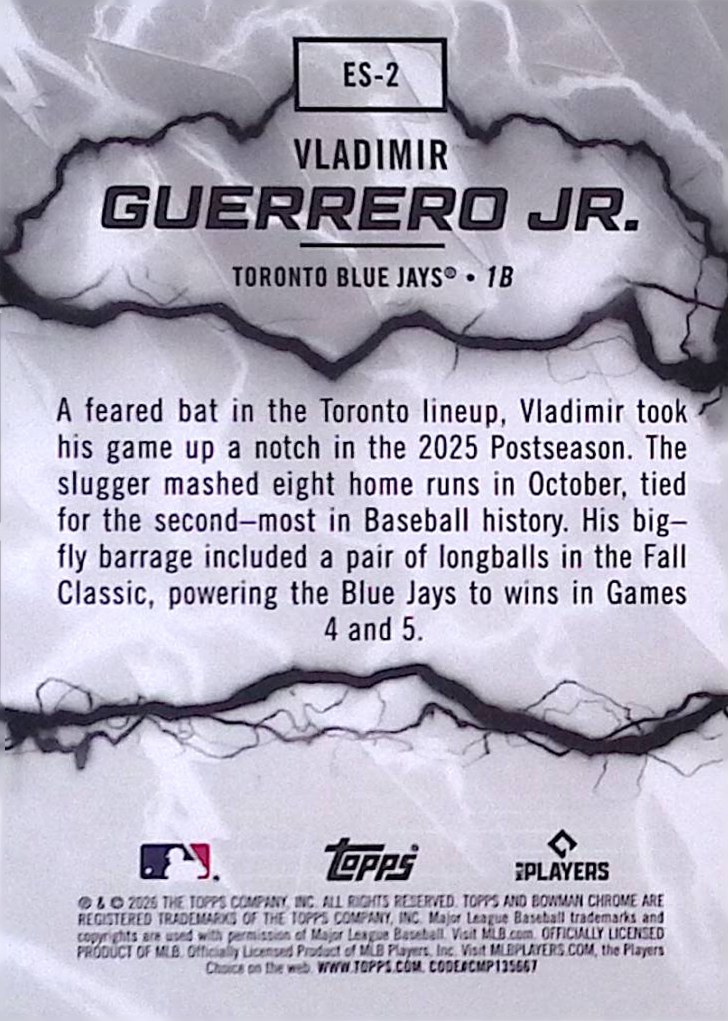 ES-2
VLADIMIR
GUERRERO JR.
TORONTO BLUE JAYS® • 1B
A feared bat in the Toronto lineup, Vladimir took
his game up a notch in the 2025 Postseason. The
slugger mashed eight home runs in October, tied
for the second–most in Baseball history. His big–
fly barrage included a pair of longballs in the Fall
Classic, powering the Blue Jays to wins in Games
4 and 5.
Topps PLAYERS
® & © 2026 THE TOPPS COMPANY, INC. ALL RIGHTS RESERVED. TOPPS AND BOWMAN CHROME ARE
REGISTERED TRADEMARKS OF THE TOPPS COMPANY, INC. Major League Baseball trademarks and
copyrights are used with permission of Major League Baseball. Visit MLB.com. OFFICIALLY LICENSED
PRODUCT OF MLB. Officially Licensed Product of MLB Players, Inc. Visit MLBPLAYERS.COM, the Players
Choice on the web. WWW.TOPPS.COM. CODE#CMP135667